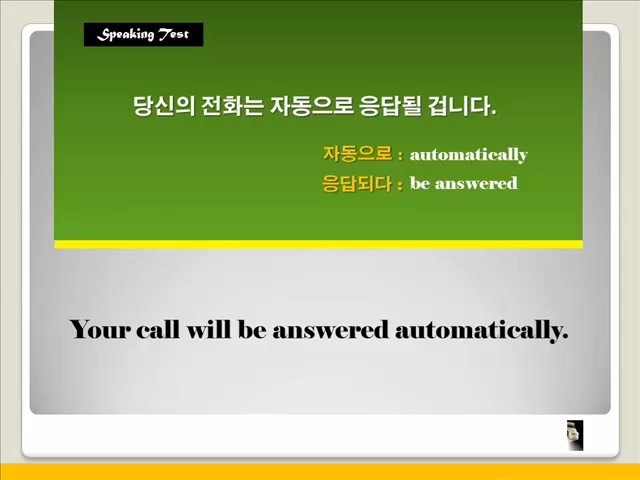 Speaking Test
당신의 전화는 자동으로 응답될 겁니다.
자동으로 : automatically
응답되다 : be answered
Your call will be answered automatically.